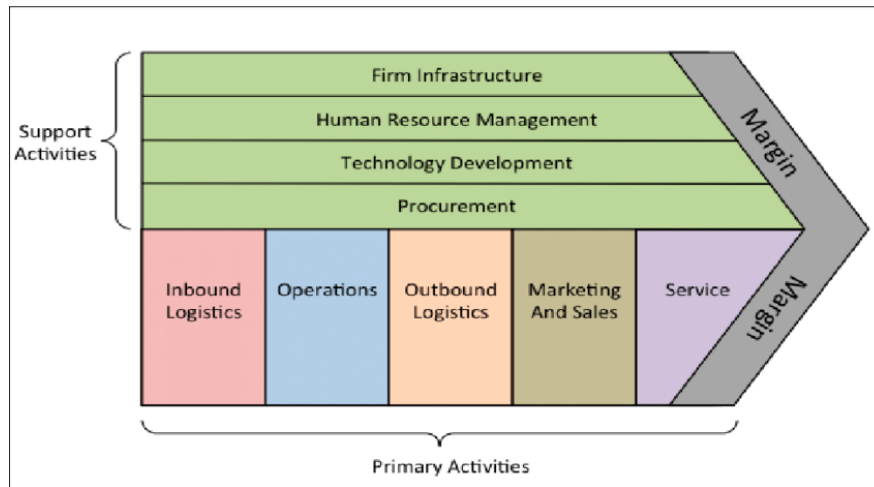 Firm Infrastructure
Human Resource Management
Technology Development
Procurement
Support
Activities
Margin
Margin
Inbound
Logistics
Operations
Outbound
Logistics
Marketing
And Sales
Service
Primary Activities